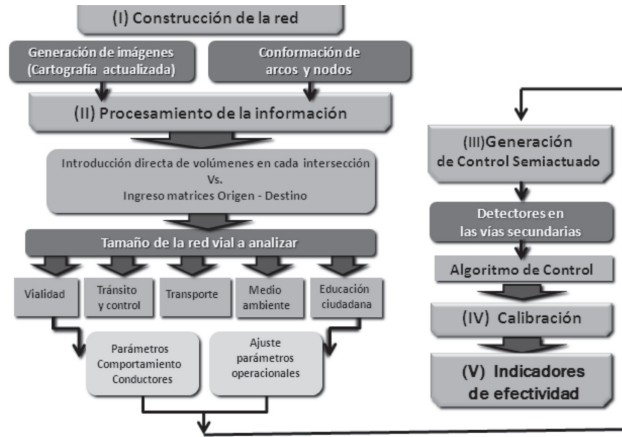 (I) Construcción de la red
Generación de imágenes
(Cartografía actualizada)
Conformación de
arcos y nodos
(II) Procesamiento de la información
Introducción directa de volúmenes en cada intersección
Vs.
Ingreso matrices Origen - Destino
Tamaño de la red vial a analizar
Vialidad
Tránsito
y control
Transporte
Medio
ambiente
Educación
ciudadana
Parámetros
Comportamiento
Conductores
Ajuste
parámetros
operacionales
(III)Generación
de Control Semiactuado
Detectores en
las vías secundarias
Algoritmo de Control
(IV) Calibración
(V) Indicadores
de efectividad